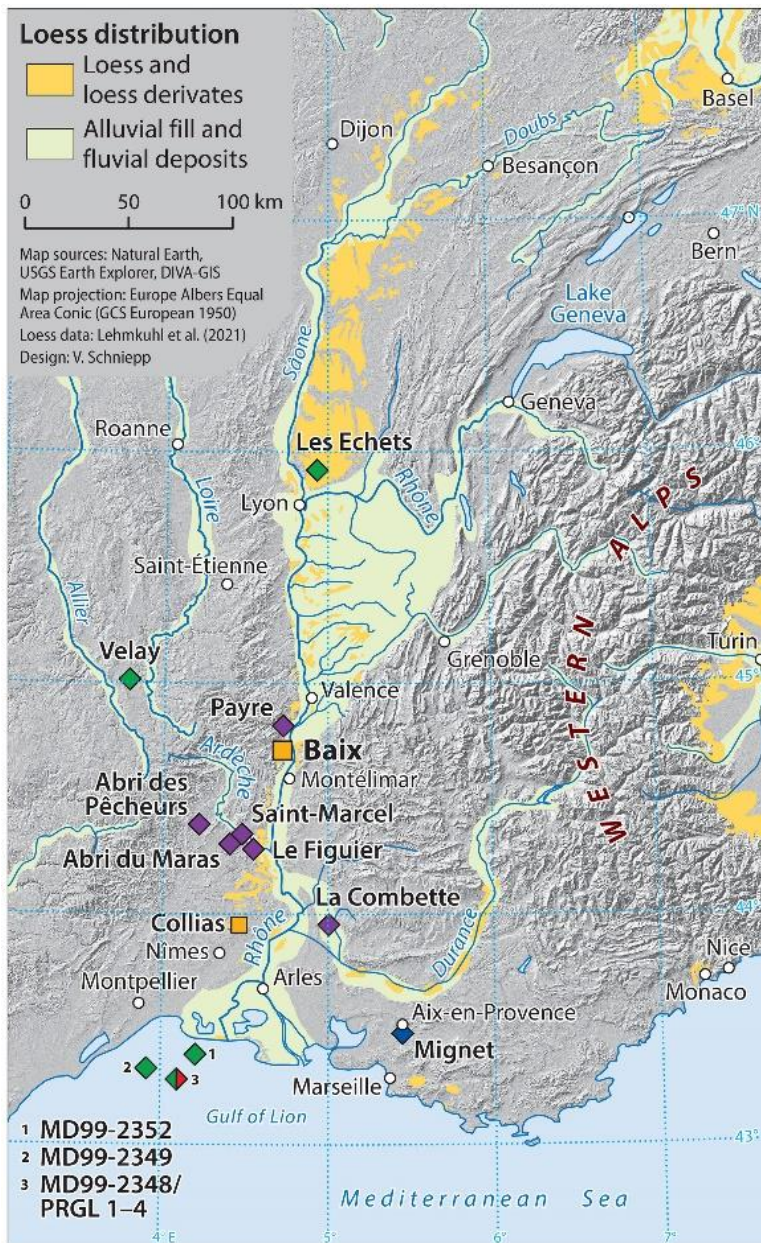 Loess distribution
Loess and
loess derivates
Alluvial fill and
fluvial deposits
0 50 100 km
Map sources: Natural Earth,
USGS Earth Explorer, DIVA-GIS
Map projection: Europe Albers Equal
Area Conic (GCS European 1950)
Loess data: Lehmkuhl et al. (2021)
Design: V. Schniepp
Basel
Dijon
Doubs
Besançon
47° N
Bern
Lake
Geneva
Saône
Geneva
Roanne
Les Echets
46°
Rhône
Loire
Lyon
WESTERN ALPS
Saint-Étienne
Allier
Turin
Velay
Grenoble
45°
Valence
Payre
Baix
Ardèche
Montélimar
Abri des
Pêcheurs
Saint-Marcel
Abri du Maras
Le Figuier
La Combette
44°
Collias
Rhône
Durance
Nîmes
Nice
Monaco
Montpellier
Arles
Aix-en-Provence
Mignet
1
2
3
Marseille
Gulf of Lion
1 MD99-2352
2 MD99-2349
3 MD99-2348/
PRGL 1–4
43°
Mediterranean Sea
4° E 5° 6° 7°